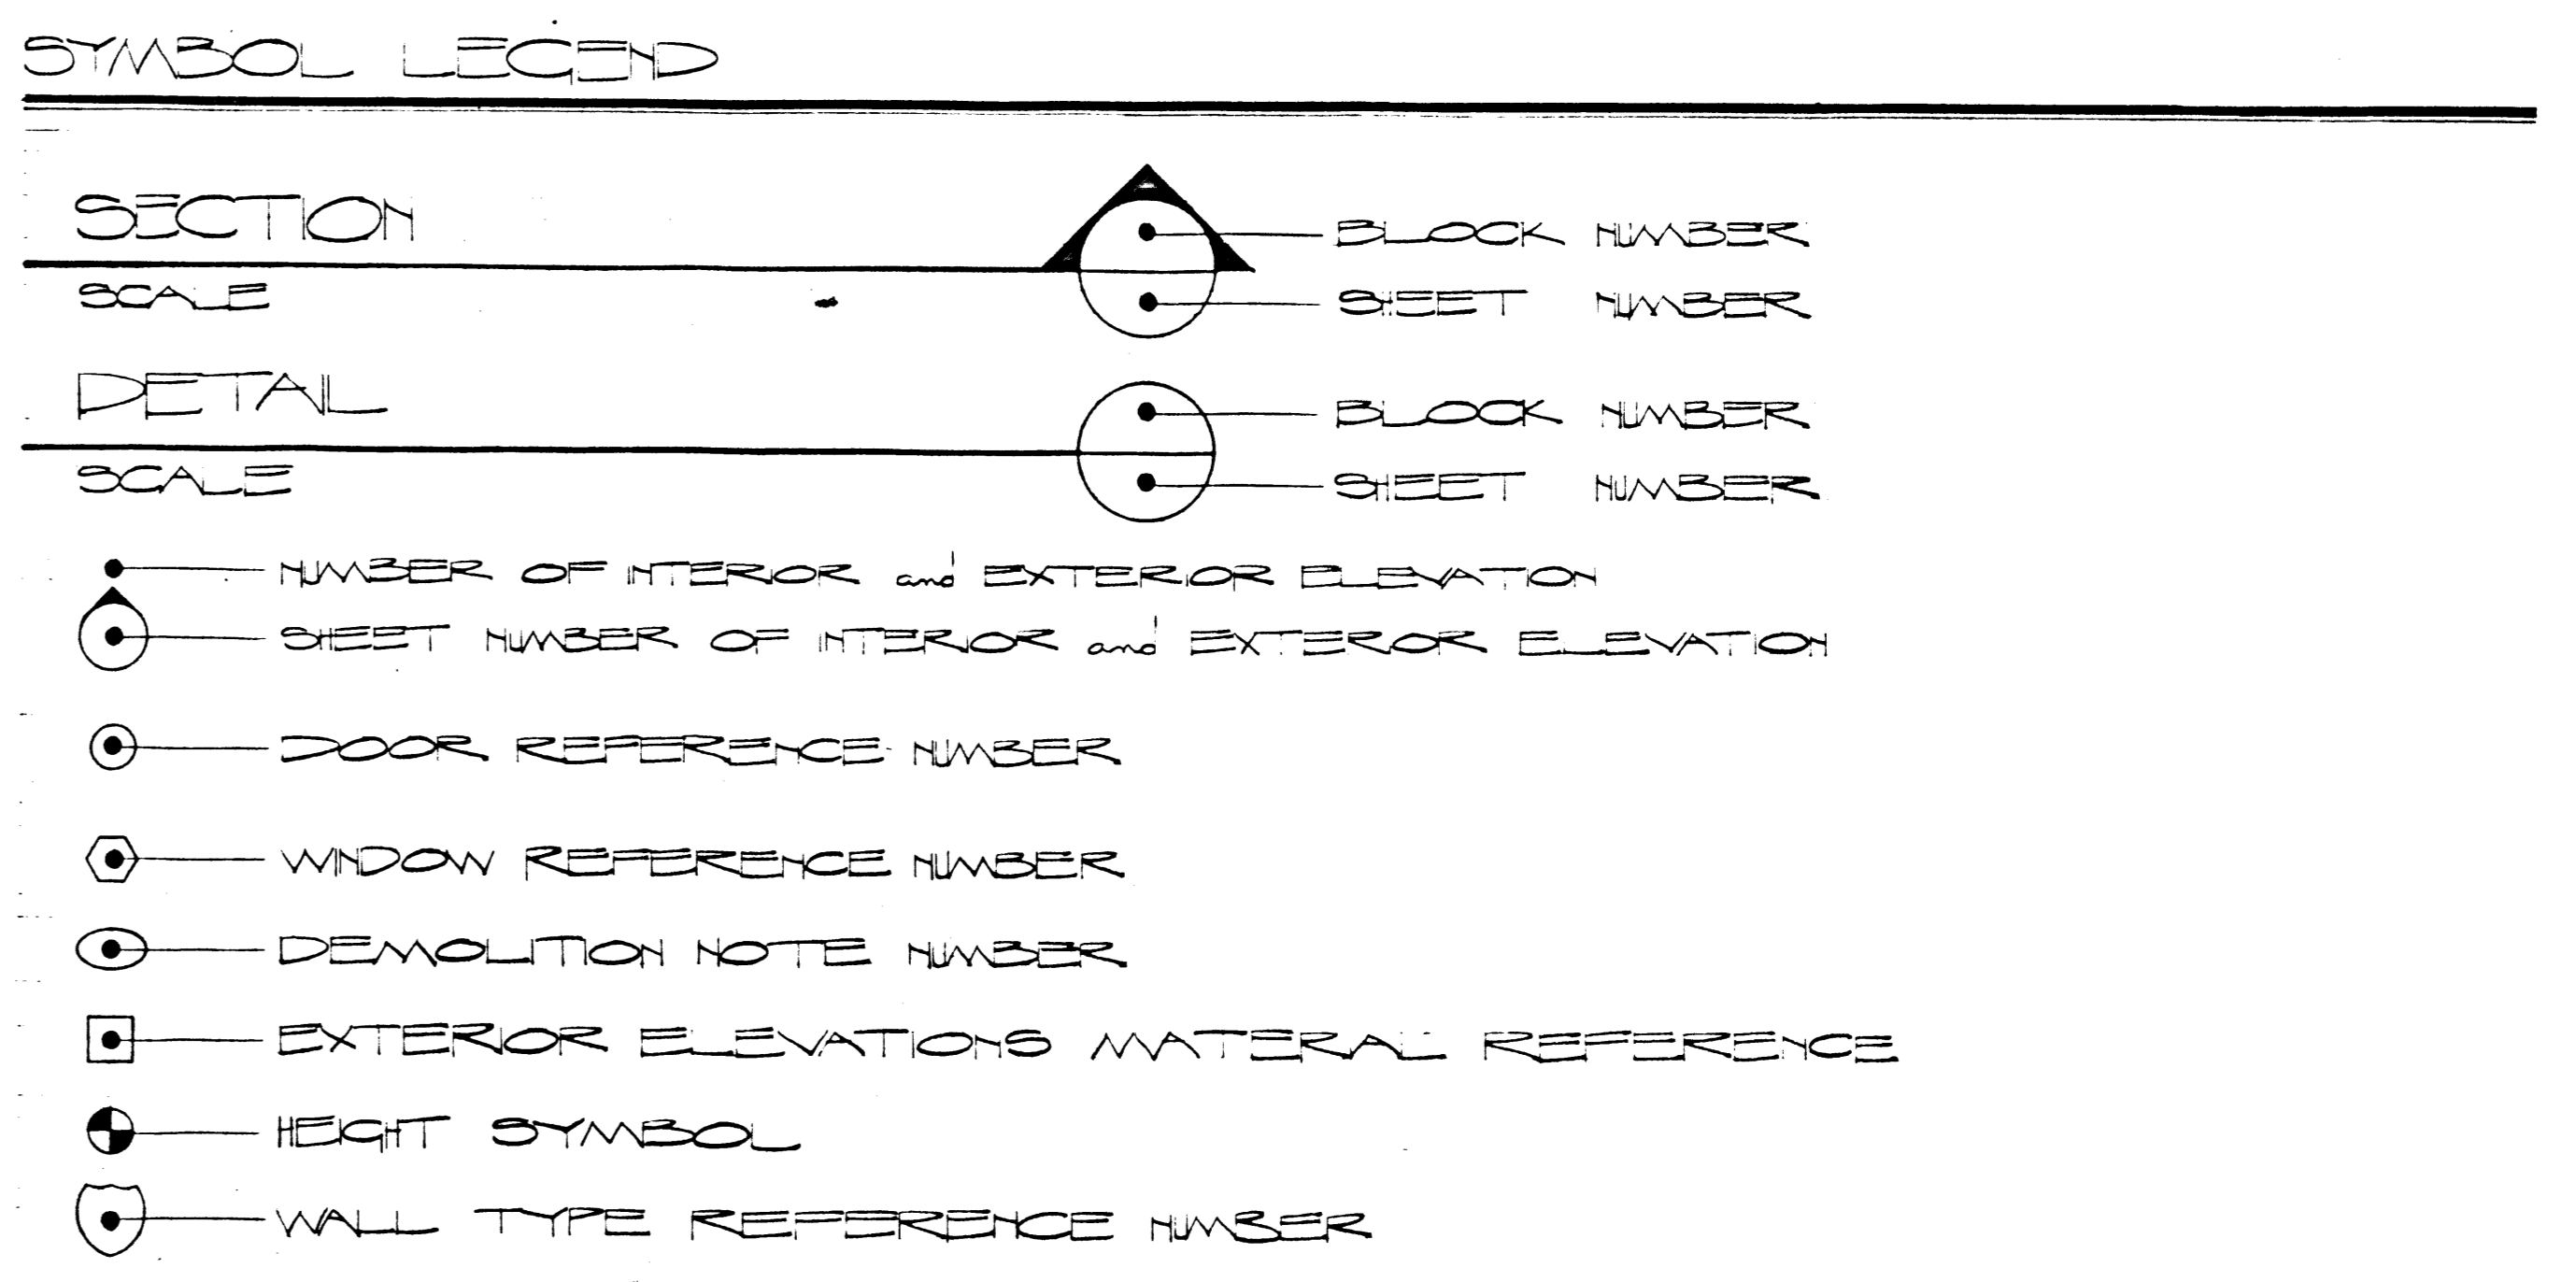 SYMBOL LEGEND
SECTION
BLOCK NUMBER
SCALE
SHEET NUMBER
DETAIL
BLOCK NUMBER
SCALE
SHEET NUMBER
NUMBER OF INTERIOR and EXTERIOR ELEVATION
SHEET NUMBER OF INTERIOR and EXTERIOR ELEVATION
DOOR REFERENCE NUMBER
WINDOW REFERENCE NUMBER
DEMOLITION NOTE NUMBER
EXTERIOR ELEVATIONS MATERIAL REFERENCE
HEIGHT SYMBOL
WALL TYPE REFERENCE NUMBER